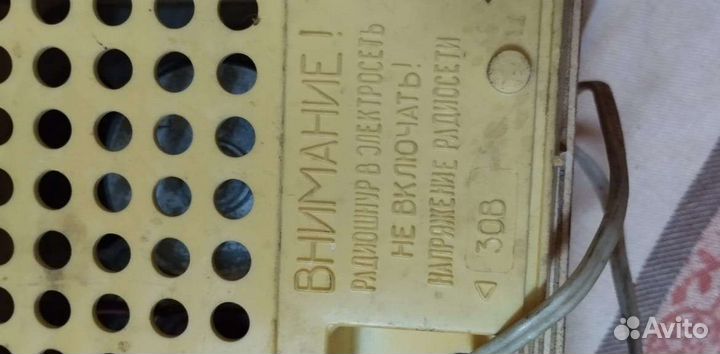 ВНИМАНИЕ!
РАДИОШНУР В ЭЛЕКТРОСЕТЬ
НЕ ВКЛЮЧАТЬ!
НАПРЯЖЕНИЕ РАДИОСЕТИ
30В
Avito